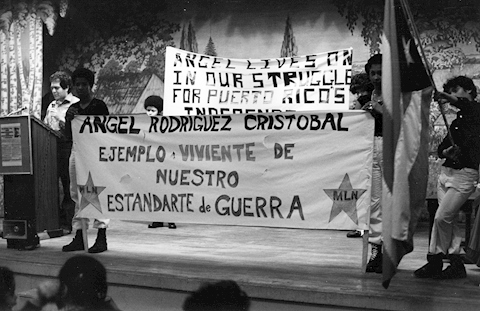 ANGEL LIVES ON
IN OUR STRUGGLE
FOR PUERTO RICO'S
ANGEL RODRIGUEZ CRISTOBAL
EJEMPLO VIVIENTE DE
NUESTRO
ESTANDARTE de GUERRA
MLN
MLN